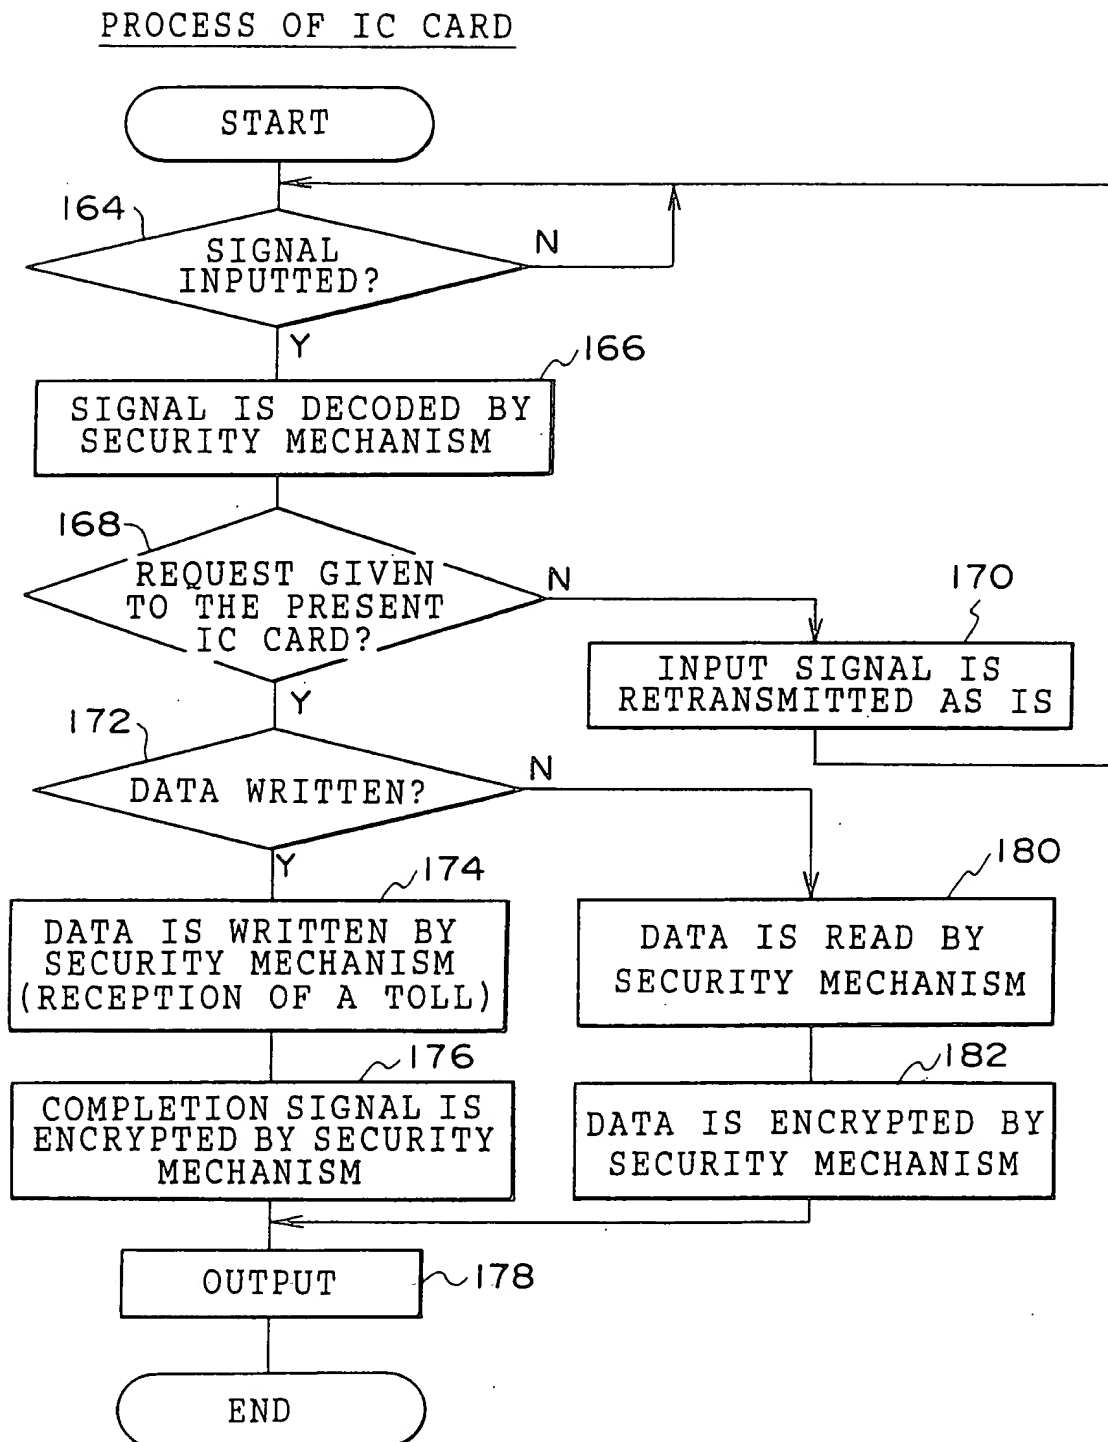 PROCESS OF IC CARD
START
164
SIGNAL
INPUTTED?
N
Y
166
SIGNAL IS DECODED BY
SECURITY MECHANISM
168
REQUEST GIVEN
TO THE PRESENT
IC CARD?
N
Y
170
INPUT SIGNAL IS
RETRANSMITTED AS IS
172
DATA WRITTEN?
N
Y
174
DATA IS WRITTEN BY
SECURITY MECHANISM
(RECEPTION OF A TOLL)
180
DATA IS READ BY
SECURITY MECHANISM
176
COMPLETION SIGNAL IS
ENCRYPTED BY SECURITY
MECHANISM
182
DATA IS ENCRYPTED BY
SECURITY MECHANISM
OUTPUT
178
END